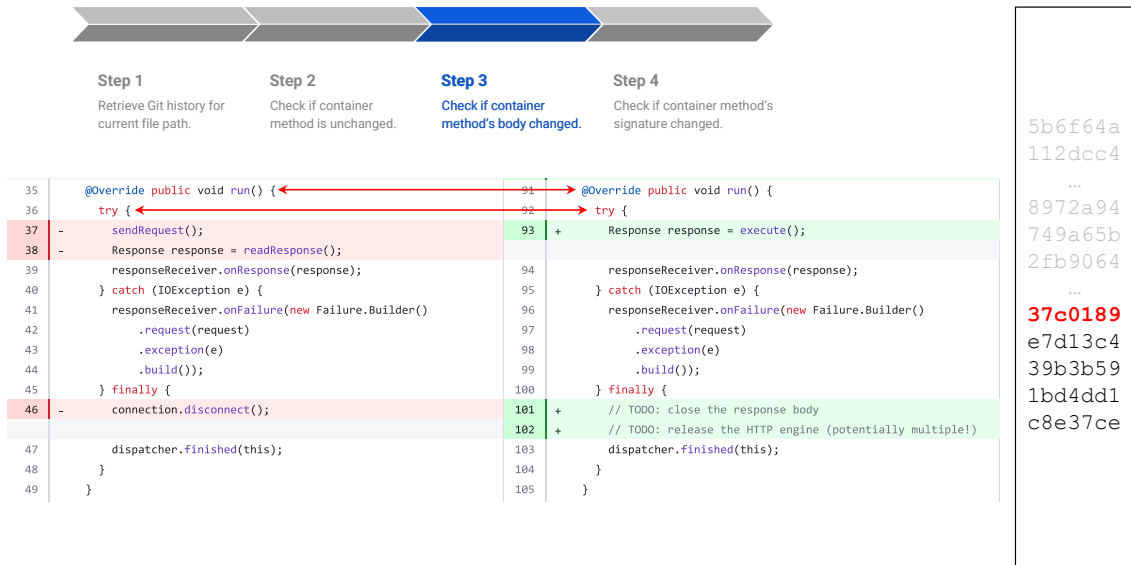 Step 1
Retrieve Git history for
current file path.
Step 2
Check if container
method is unchanged.
Step 3
Check if container
method's body changed.
Step 4
Check if container method's
signature changed.
35 @Override public void run() {
36 try {
37 - sendRequest();
38 - Response response = readResponse();
39 responseReceiver.onResponse(response);
40 } catch (IOException e) {
41 responseReceiver.onFailure(new Failure.Builder()
42 .request(request)
43 .exception(e)
44 .build());
45 } finally {
46 - connection.disconnect();
47 dispatcher.finished(this);
48 }
49 }
91 @Override public void run() {
92 try {
93 + Response response = execute();
94 responseReceiver.onResponse(response);
95 } catch (IOException e) {
96 responseReceiver.onFailure(new Failure.Builder()
97 .request(request)
98 .exception(e)
99 .build());
100 } finally {
101 + // TODO: close the response body
102 + // TODO: release the HTTP engine (potentially multiple!)
103 dispatcher.finished(this);
104 }
105 }
5b6f64a
112dcc4
…
8972a94
749a65b
2fb9064
…
37c0189
e7d13c4
39b3b59
1bd4dd1
c8e37ce